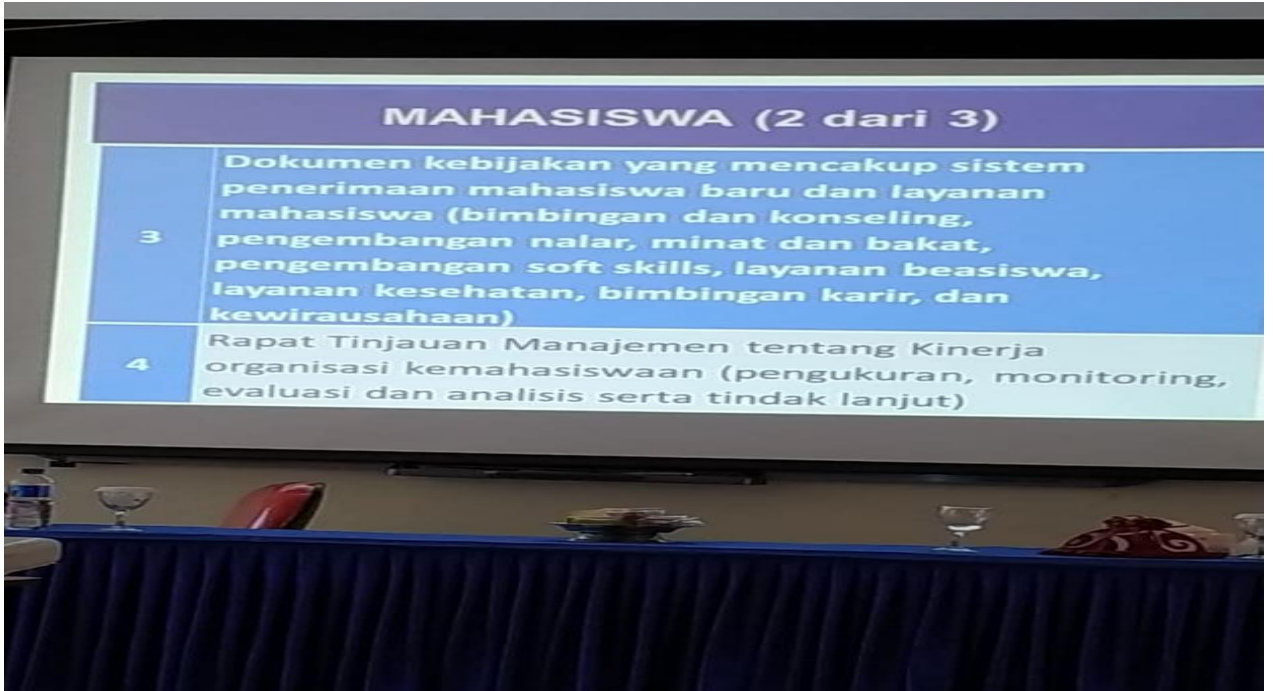 MAHASISWA (2 dari 3)
3
Dokumen kebijakan yang mencakup sistem
penerimaan mahasiswa baru dan layanan
mahasiswa (bimbingan dan konseling,
pengembangan nalar, minat dan bakat,
pengembangan soft skills, layanan beasiswa,
layanan kesehatan, bimbingan karir, dan
kewirausahaan)
4
Rapat Tinjauan Manajemen tentang Kinerja
organisasi kemahasiswaan (pengukuran, monitoring,
evaluasi dan analisis serta tindak lanjut)